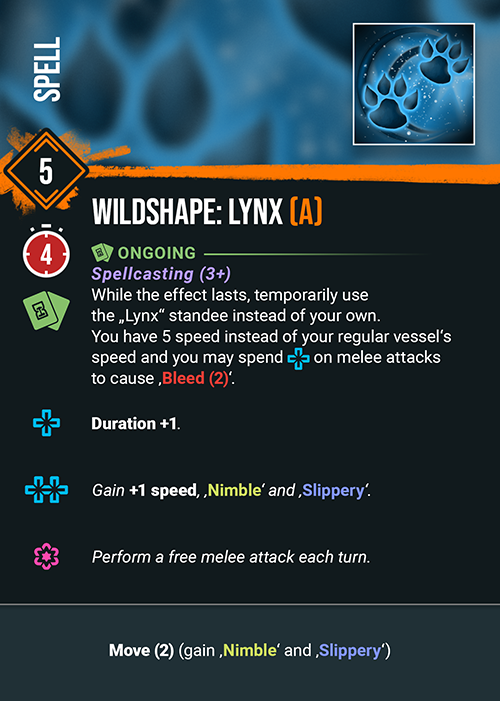 SPELL
5
WILDSHAPE: LYNX (A)
4
ONGOING
Spellcasting (3+)
While the effect lasts, temporarily use
the „Lynx“ standee instead of your own.
You have 5 speed instead of your regular vessel‘s
speed and you may spend on melee attacks
to cause ‚Bleed (2)‘.
Duration +1.
Gain +1 speed, ‚Nimble‘ and ‚Slippery‘.
Perform a free melee attack each turn.
Move (2) (gain ‚Nimble‘ and ‚Slippery‘)